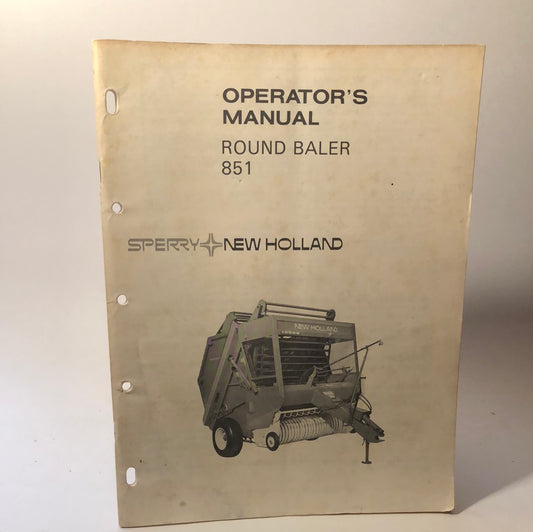 OPERATOR'S
MANUAL
ROUND BALER
851
SPERRY NEW HOLLAND
NEW HOLLAND